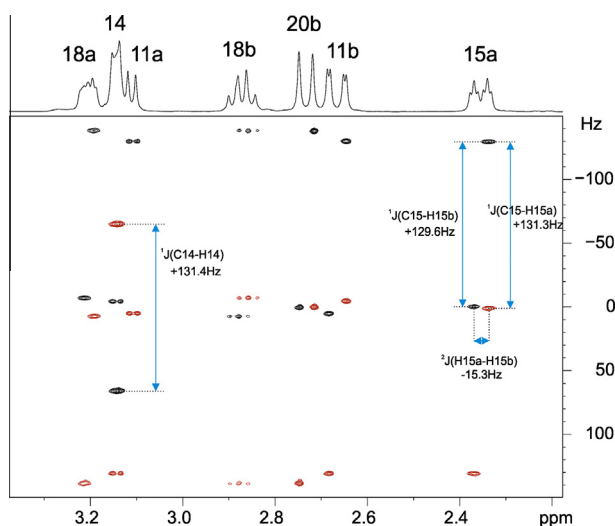 14
20b
18a
11a
18b
11b
15a
Hz
−100
¹J(C15-H15b)
+129.6Hz
¹J(C15-H15a)
+131.3Hz
−50
¹J(C14-H14)
+131.4Hz
0
²J(H15a-H15b)
-15.3Hz
50
100
3.2
3.0
2.8
2.6
2.4
ppm